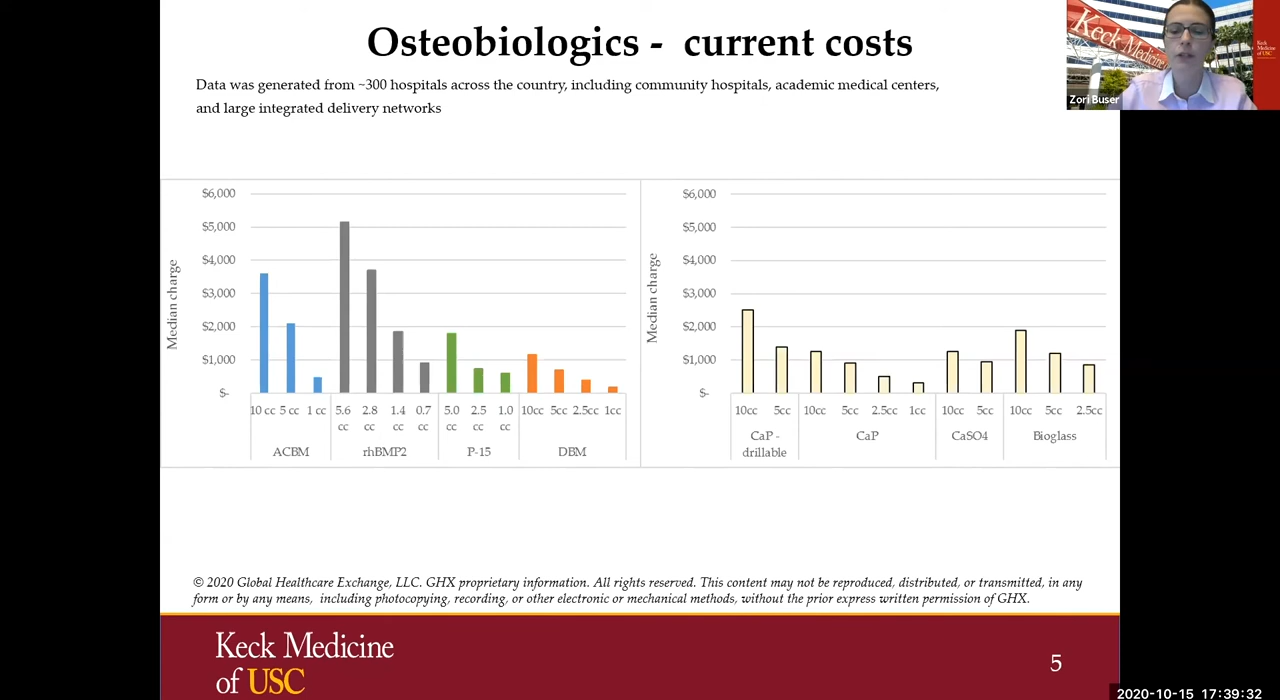 Osteobiologics - current costs
Data was generated from ~300 hospitals across the country, including community hospitals, academic medical centers,
and large integrated delivery networks
Keck Medicine
Keck
Medicine
of USC
Zori Buser
Median charge
$6,000
$5,000
$4,000
$3,000
$2,000
$1,000
$-
10 cc 5 cc 1 cc 5.6 2.8 1.4 0.7 5.0 2.5 1.0 10cc 5cc 2.5cc 1cc
cc cc cc cc cc cc cc
ACBM rhBMP2 P-15 DBM
Median charge
$6,000
$5,000
$4,000
$3,000
$2,000
$1,000
$-
10cc 5cc 10cc 5cc 2.5cc 1cc 10cc 5cc 10cc 5cc 2.5cc
CaP - CaP CaSO4 Bioglass
drillable
© 2020 Global Healthcare Exchange, LLC. GHX proprietary information. All rights reserved. This content may not be reproduced, distributed, or transmitted, in any
form or by any means, including photocopying, recording, or other electronic or mechanical methods, without the prior express written permission of GHX.
Keck Medicine
of USC
5
2020-10-15 17:39:32